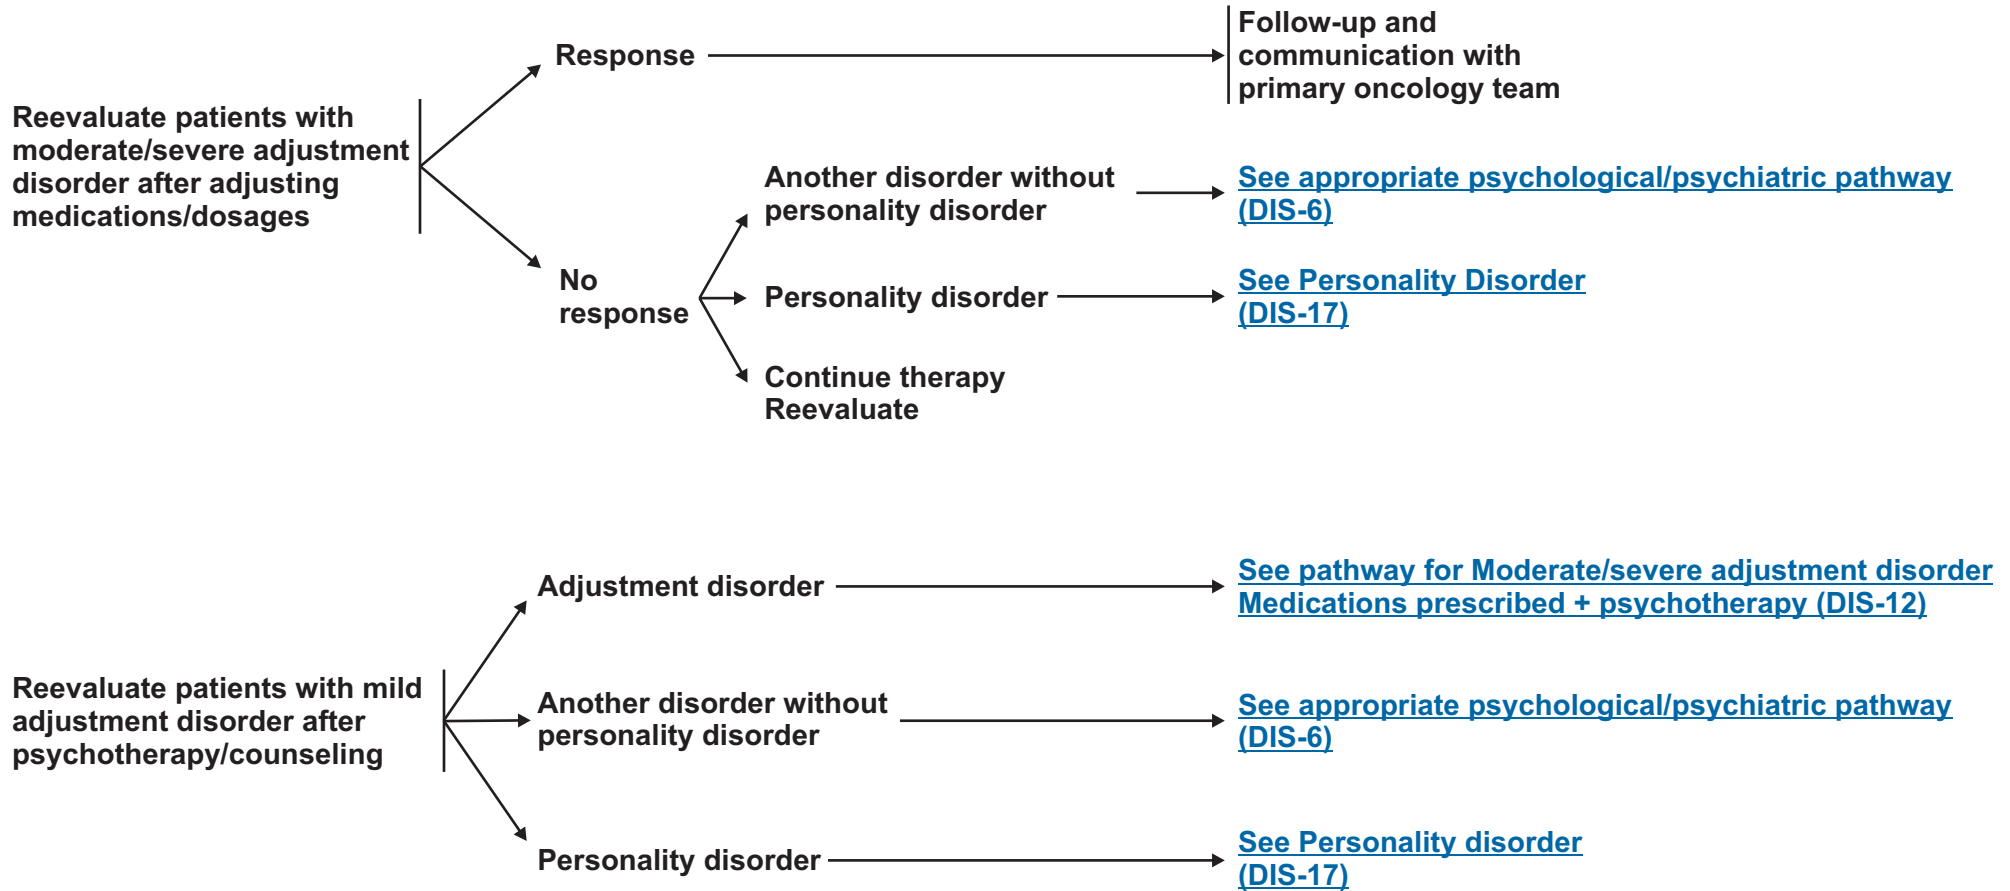 Reevaluate patients with
moderate/severe adjustment
disorder after adjusting
medications/dosages
Response
Follow-up and
communication with
primary oncology team
No
response
Another disorder without
personality disorder
See appropriate psychological/psychiatric pathway
(DIS-6)
Personality disorder
See Personality Disorder
(DIS-17)
Continue therapy
Reevaluate
Reevaluate patients with mild
adjustment disorder after
psychotherapy/counseling
Adjustment disorder
See pathway for Moderate/severe adjustment disorder
Medications prescribed + psychotherapy (DIS-12)
Another disorder without
personality disorder
See appropriate psychological/psychiatric pathway
(DIS-6)
Personality disorder
See Personality disorder
(DIS-17)